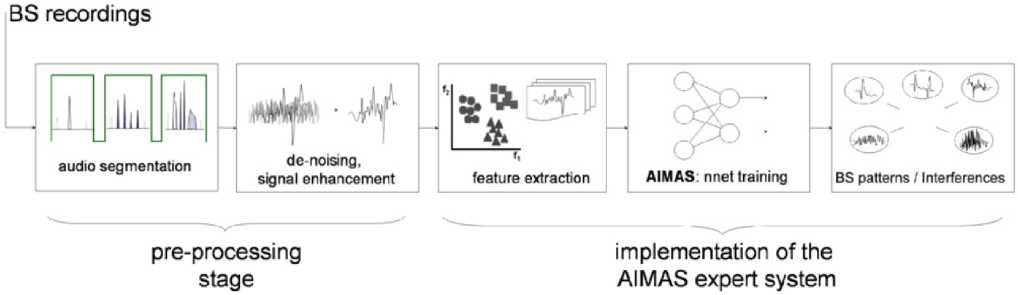 BS recordings
audio segmentation
de-noising,
signal enhancement
f₂
f₁
feature extraction
AIMAS: nnet training
BS patterns / Interferences
pre-processing
stage
implementation of the
AIMAS expert system